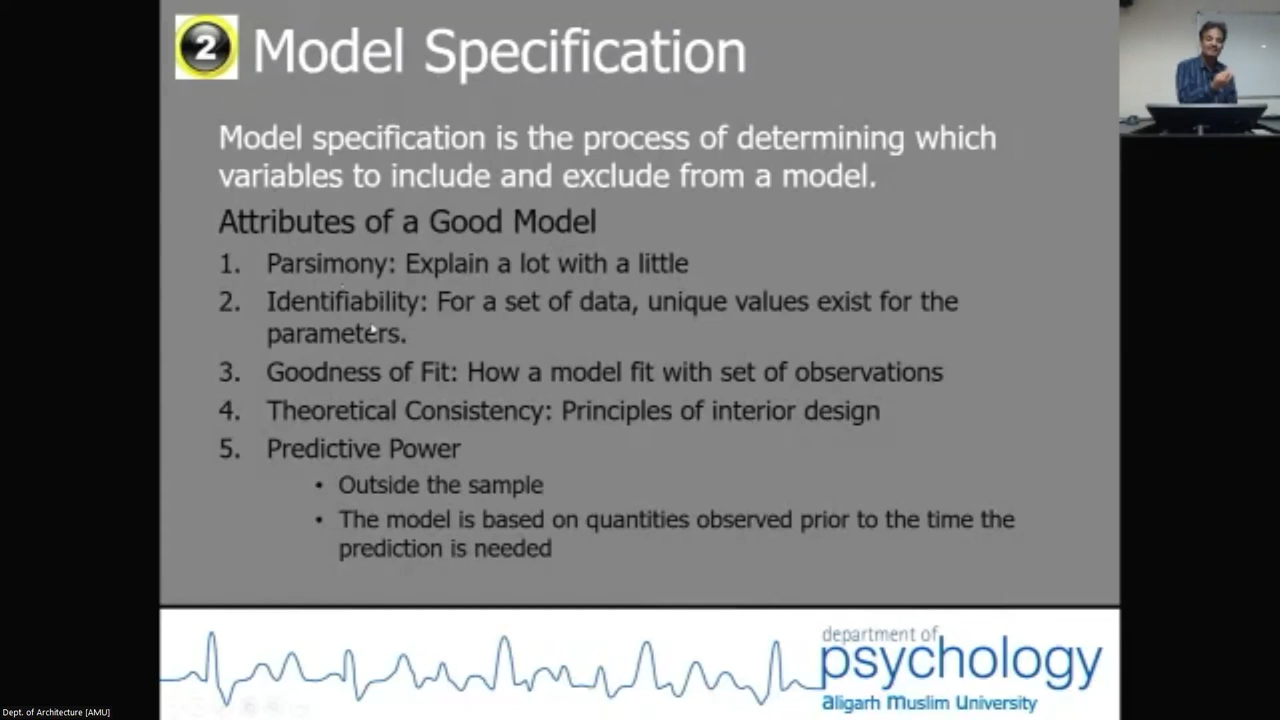 2 Model Specification
Model specification is the process of determining which
variables to include and exclude from a model.
Attributes of a Good Model
1. Parsimony: Explain a lot with a little
2. Identifiability: For a set of data, unique values exist for the
parameters.
3. Goodness of Fit: How a model fit with set of observations
4. Theoretical Consistency: Principles of interior design
5. Predictive Power
• Outside the sample
• The model is based on quantities observed prior to the time the
prediction is needed
department of
psychology
aligarh muslim University
Dept. of Architecture [AMU]